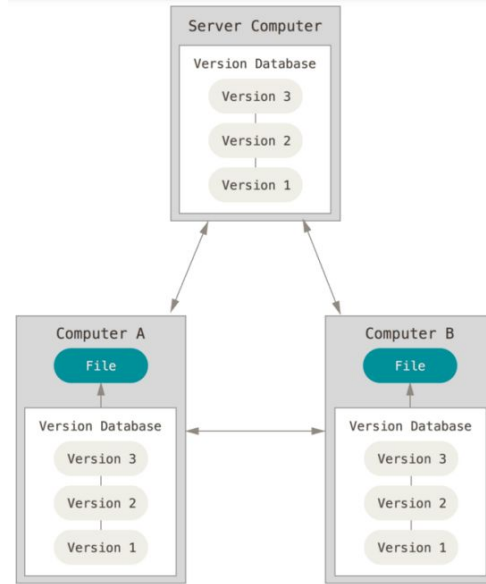 Server Computer
Version Database
Version 3
Version 2
Version 1
Computer A
File
Version Database
Version 3
Version 2
Version 1
Computer B
File
Version Database
Version 3
Version 2
Version 1